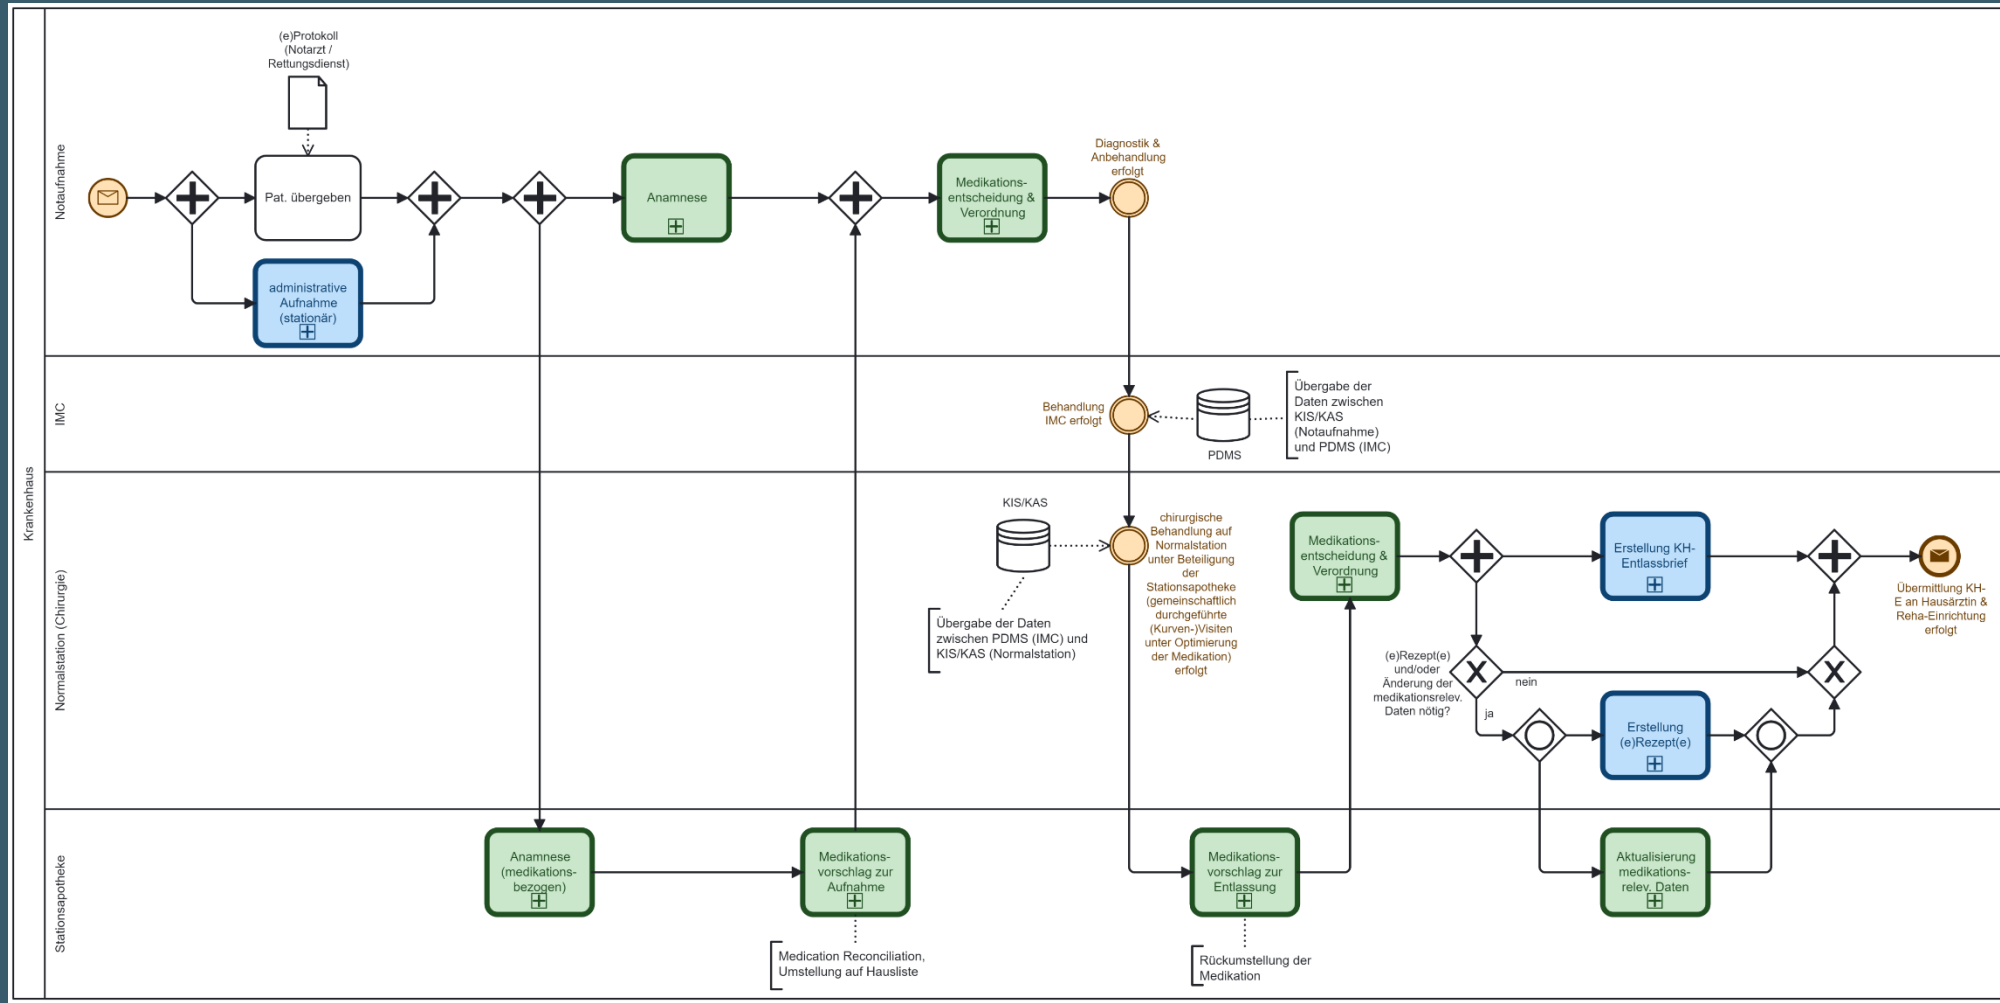 Krankenhaus
Notaufnahme
(e)Protokoll
(Notarzt /
Rettungsdienst)
Pat. übergeben
administrative
Aufnahme
(stationär)
Anamnese
Medikations-
entscheidung &
Verordnung
Diagnostik &
Anbehandlung
erfolgt
IMC
Behandlung
IMC erfolgt
PDMS
Übergabe der
Daten zwischen
KIS/KAS
(Notaufnahme)
und PDMS (IMC)
Normalstation (Chirurgie)
KIS/KAS
Übergabe der Daten
zwischen PDMS (IMC) und
KIS/KAS (Normalstation)
chirurgische
Behandlung auf
Normalstation
unter Beteiligung
der
Stationsapotheke
(gemeinschaftlich
durchgeführte
(Kurven-)Visiten
unter Optimierung
der Medikation)
erfolgt
Medikations-
entscheidung &
Verordnung
(e)Rezept(e)
und/oder
Änderung der
medikationsrelev.
Daten nötig?
nein
ja
Erstellung KH-
Entlassbrief
Erstellung
(e)Rezept(e)
Übermittlung KH-
E an Hausärztin &
Reha-Einrichtung
erfolgt
Stationsapotheke
Anamnese
(medikations-
bezogen)
Medikations-
vorschlag zur
Aufnahme
Medication Reconciliation,
Umstellung auf Hausliste
Medikations-
vorschlag zur
Entlassung
Rückumstellung der
Medikation
Aktualisierung
medikations-
relev. Daten